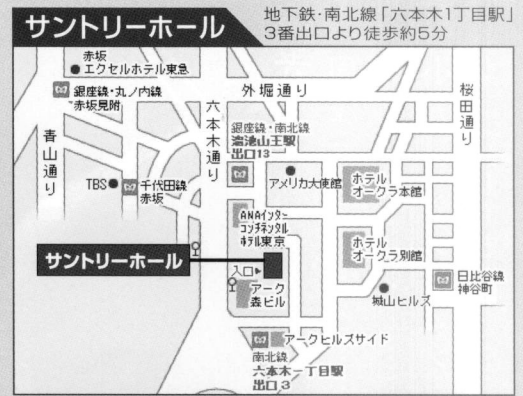 サントリーホール
地下鉄・南北線「六本木1丁目駅」
3番出口より徒歩約5分
赤坂
エクセルホテル東急
銀座線・丸ノ内線
赤坂見附
外堀通り
桜田通り
六本木通り
青山通り
銀座線・南北線
溜池山王駅
出口13
TBS
千代田線
赤坂
アメリカ大使館
ホテル
オークラ本館
ANAインター
コンチネンタル
ホテル東京
ホテル
オークラ別館
サントリーホール
入口▶
アーク
森ビル
城山ヒルズ
日比谷線
神谷町
アークヒルズサイド
南北線
六本木一丁目駅
出口3